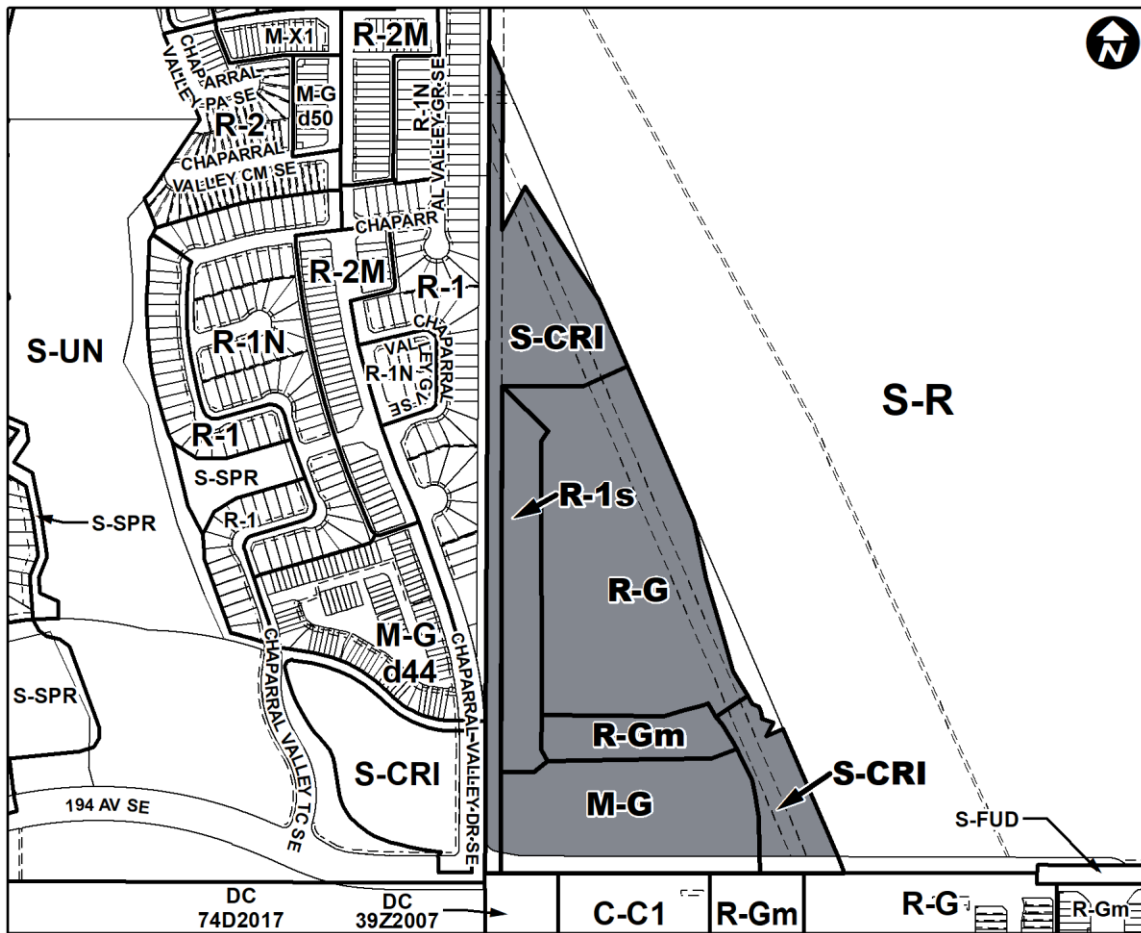 M-X1
R-2M
N
CHAPARRAL
VALLEY PA SE
M-G
d50
R-1N
AL VALLEY GR SE
R-2
CHAPARRAL
VALLEY CM SE
CHAPARR
R-2M
R-1
S-CRI
S-UN
R-1N
CHAPARRAL
VALLEY GV SE
R-1N
S-R
R-1
S-SPR
R-1s
R-1
S-SPR
R-G
M-G
d44
CHAPARRAL VALLEY TC SE
CHAPARRAL VALLEY DR SE
S-SPR
R-Gm
S-CRI
S-CRI
M-G
194 AV SE
S-FUD
DC
74D2017
DC
39Z2007
C-C1
R-Gm
R-G
R-Gm